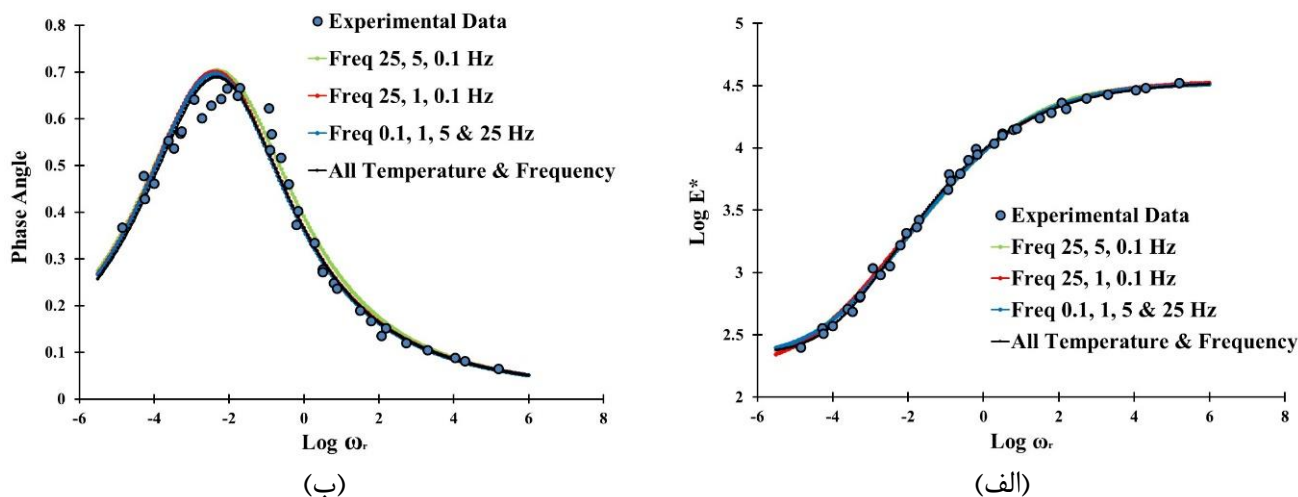 0.8
0.7
0.6
0.5
0.4
0.3
0.2
0.1
0
Phase Angle
Experimental Data
Freq 25, 5, 0.1 Hz
Freq 25, 1, 0.1 Hz
Freq 0.1, 1, 5 & 25 Hz
All Temperature & Frequency
-6 -4 -2 0 2 4 6 8
Log ωr
(ب)
5
4.5
4
3.5
3
2.5
2
Log E*
Experimental Data
Freq 25, 5, 0.1 Hz
Freq 25, 1, 0.1 Hz
Freq 0.1, 1, 5 & 25 Hz
All Temperature & Frequency
-6 -4 -2 0 2 4 6 8
Log ωr
(الف)